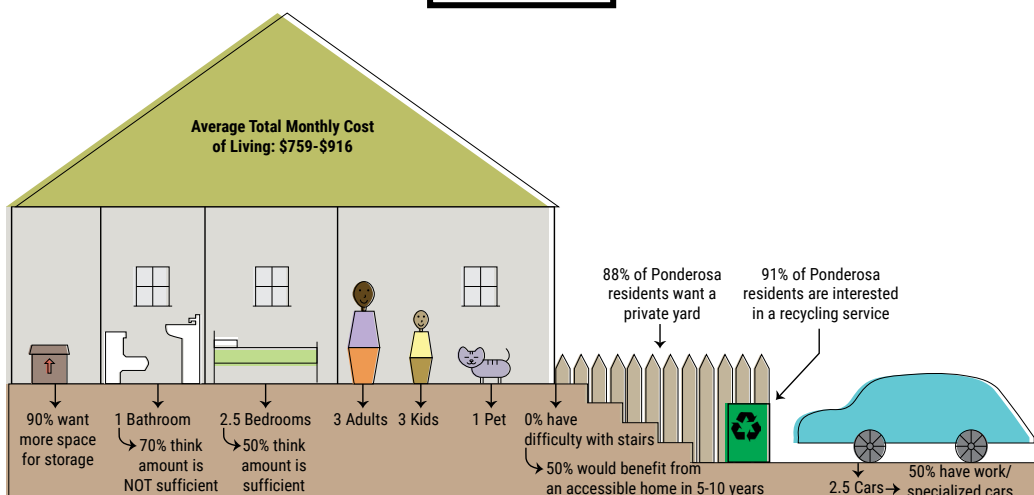 Average Total Monthly Cost
of Living: $759-$916
88% of Ponderosa
residents want a
private yard
91% of Ponderosa
residents are interested
in a recycling service
90% want
more space
for storage
1 Bathroom
70% think
amount is
NOT sufficient
2.5 Bedrooms
50% think
amount is
sufficient
3 Adults
3 Kids
1 Pet
0% have
difficulty with stairs
50% would benefit from
an accessible home in 5-10 years
2.5 Cars
50% have work/
specialized cars